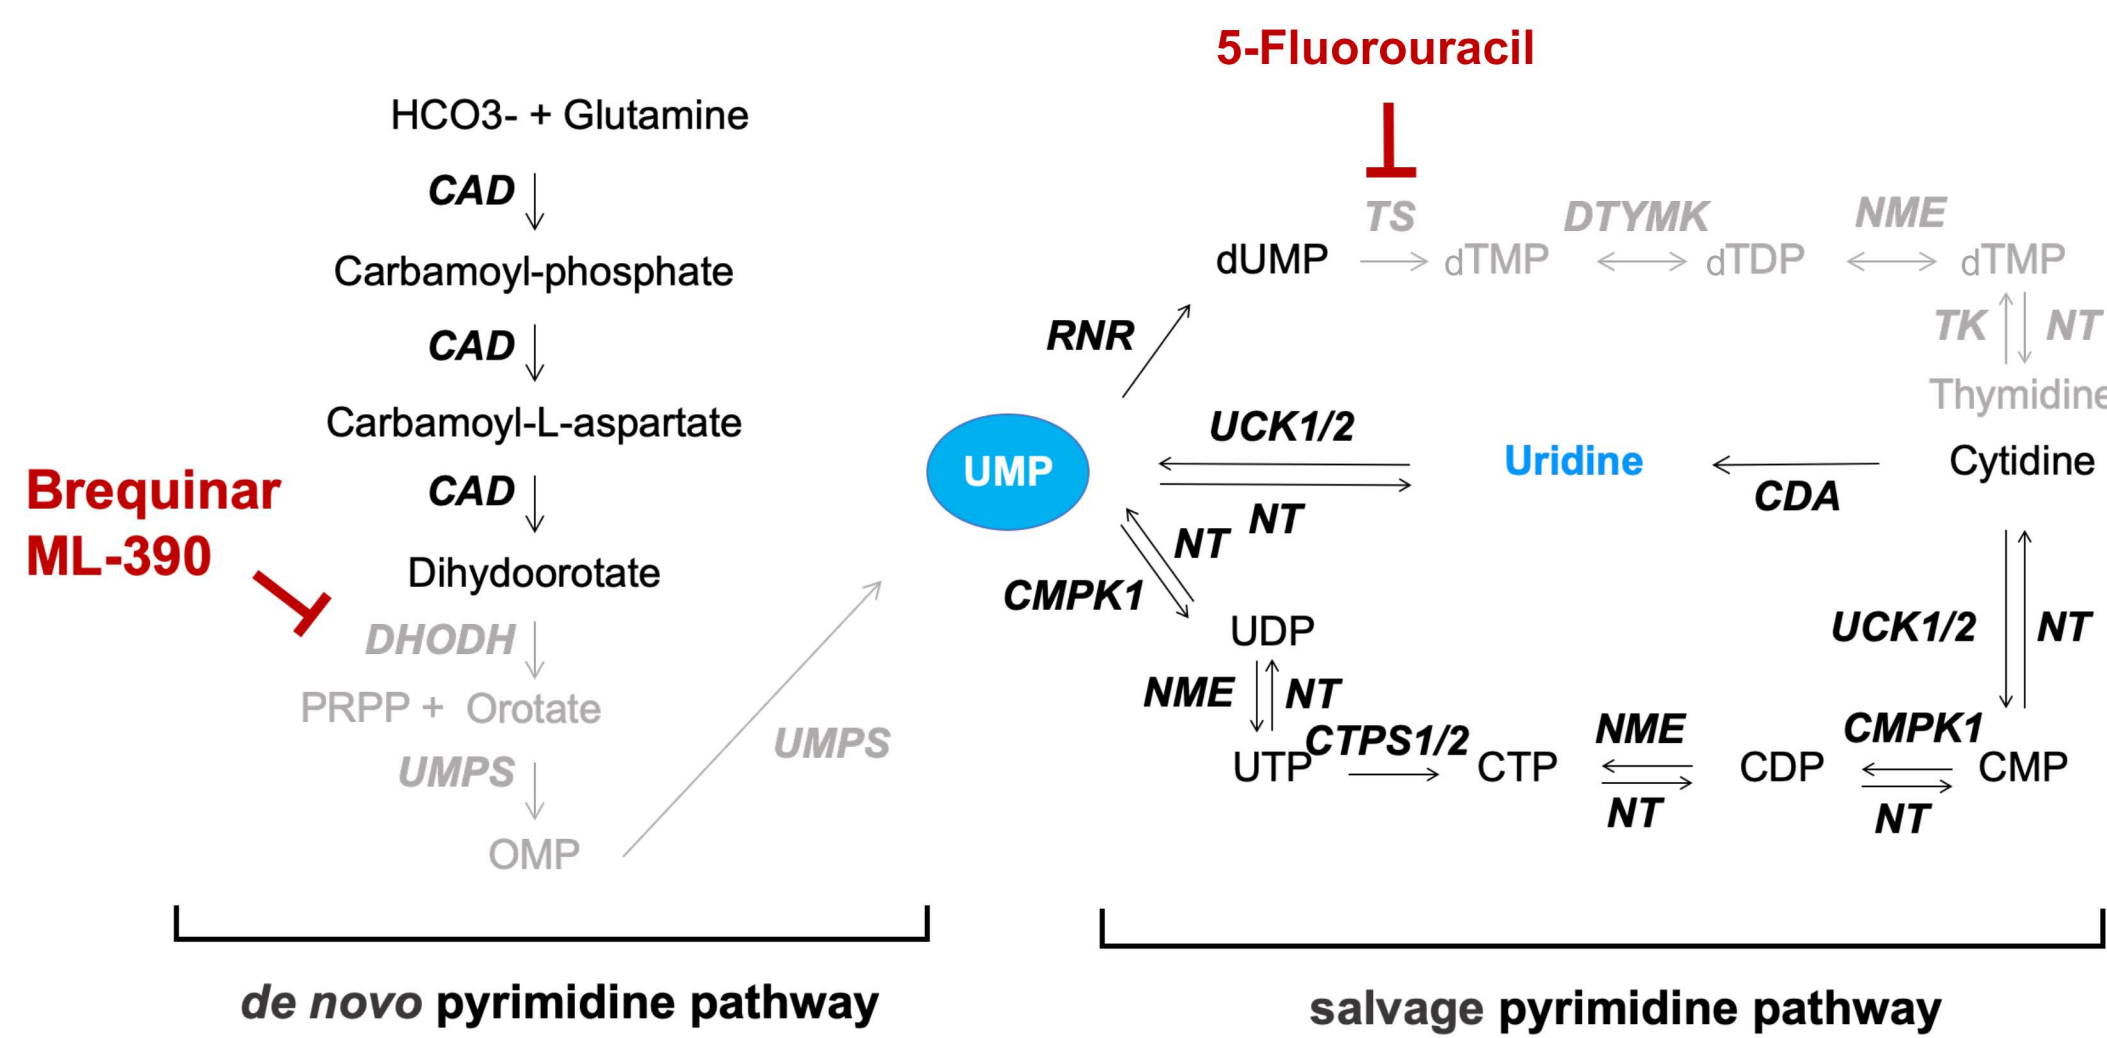 5-Fluorouracil
HCO3- + Glutamine
CAD
Carbamoyl-phosphate
CAD
Carbamoyl-L-aspartate
CAD
Brequinar
ML-390
Dihydoorotate
DHODH
PRPP + Orotate
UMPS
OMP
UMPS
de novo pyrimidine pathway
TS
DTYMK
NME
dUMP
dTMP
dTDP
dTMP
RNR
TK
NT
Thymidine
UMP
UCK1/2
NT
Uridine
CDA
Cytidine
NT
CMPK1
UDP
NME
NT
UCK1/2
NT
UTP
CTPS1/2
CTP
NME
NT
CDP
CMPK1
NT
CMP
salvage pyrimidine pathway